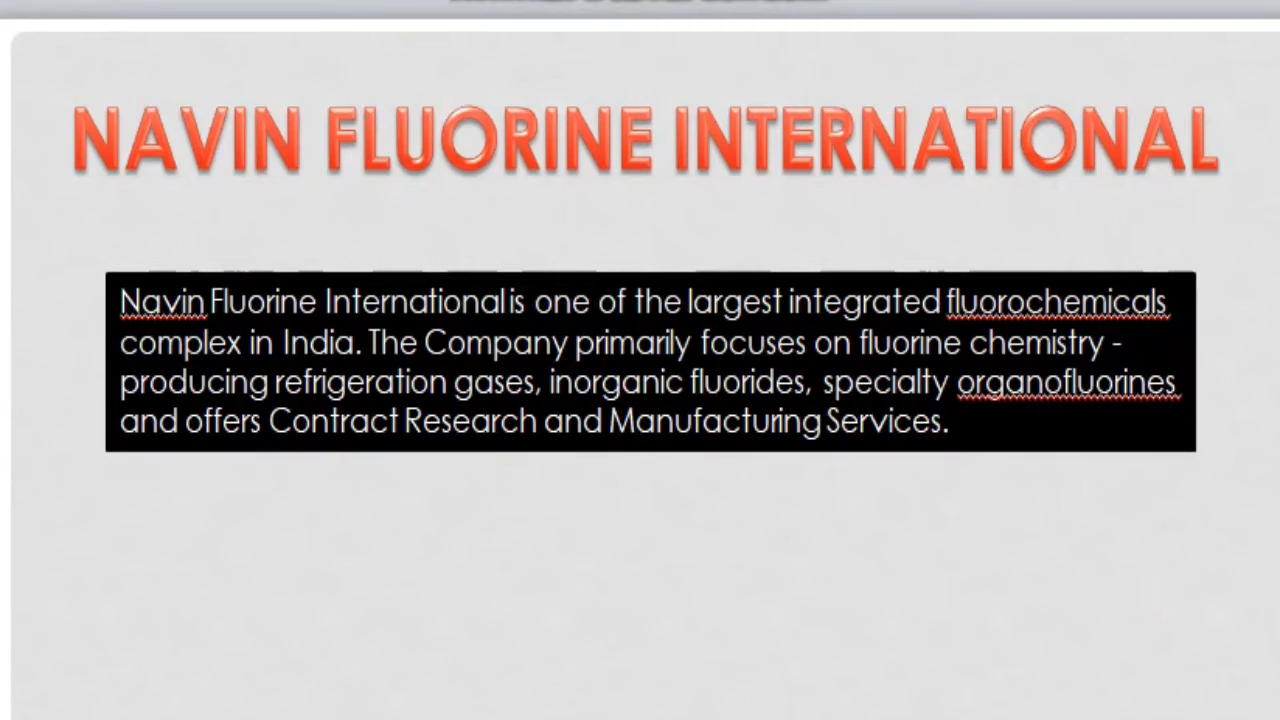 NAVIN FLUORINE INTERNATIONAL
Navin Fluorine International is one of the largest integrated fluorochemicals
complex in India. The Company primarily focuses on fluorine chemistry -
producing refrigeration gases, inorganic fluorides, specialty organofluorines
and offers Contract Research and Manufacturing Services.